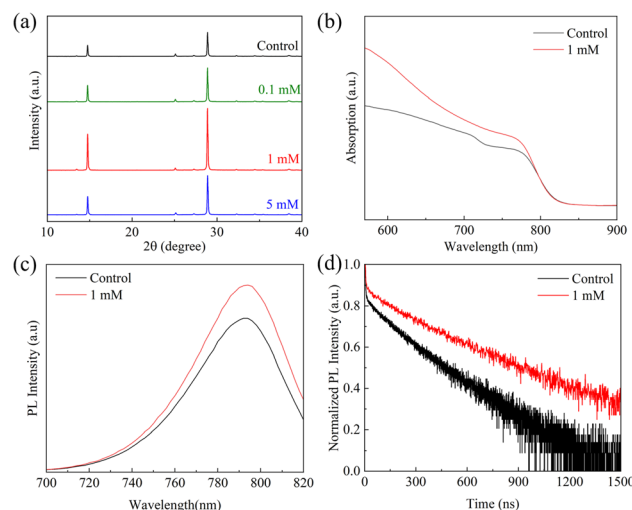 (a)
Intensity (a.u.)
Control
0.1 mM
1 mM
5 mM
10 20 30 40
2θ (degree)
(b)
Absorption (a.u.)
Control
1 mM
600 700 800 900
Wavelength (nm)
(c)
PL Intensity (a.u)
Control
1 mM
700 720 740 760 780 800 820
Wavelength(nm)
(d)
Normalized PL Intensity (a.u.)
1.0
0.8
0.6
0.4
0.2
0.0
Control
1 mM
0 300 600 900 1200 1500
Time (ns)